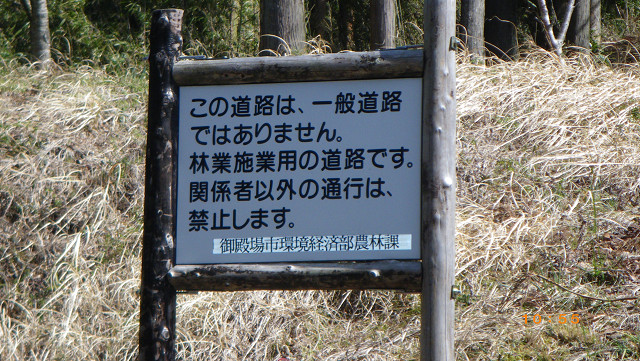 この道路は、一般道路
ではありません。
林業施業用の道路です。
関係者以外の通行は、
禁止します。
御殿場市環境経済部農林課